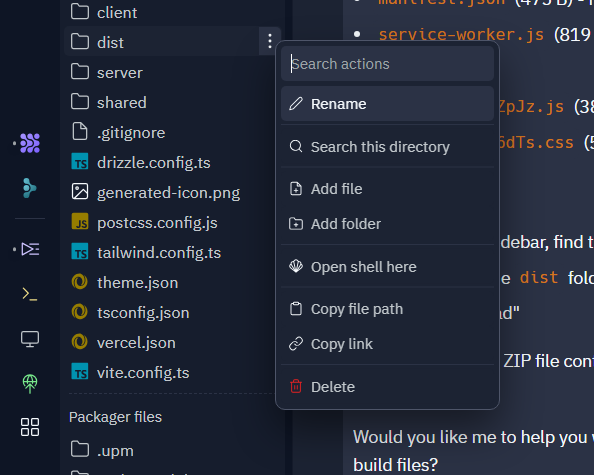 client
manifest.json (473 B)
dist
service-worker.js (819
server
Search actions
shared
Rename
ZpJz.js (38
.gitignore
Search this directory
6dTs.css (5
drizzle.config.ts
Add file
generated-icon.png
postcss.config.js
Add folder
debar, find t
tailwind.config.ts
Open shell here
e dist fol
theme.json
tsconfig.json
Copy file path
ad"
vercel.json
Copy link
ZIP file con
vite.config.ts
Delete
Packager files
Would you like me to help you
.upm
build files?